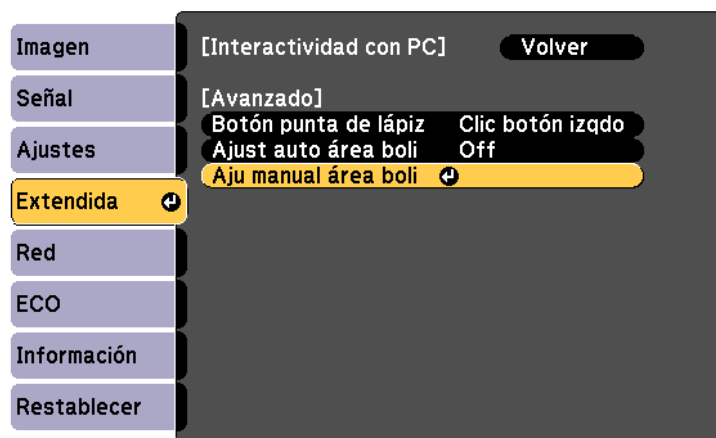 Imagen
Señal
Ajustes
Extendida
Red
ECO
Información
Restablecer
[Interactividad con PC] Volver
[Avanzado]
Botón punta de lápiz Clic botón izqdo
Ajust auto área boli Off
Aju manual área boli